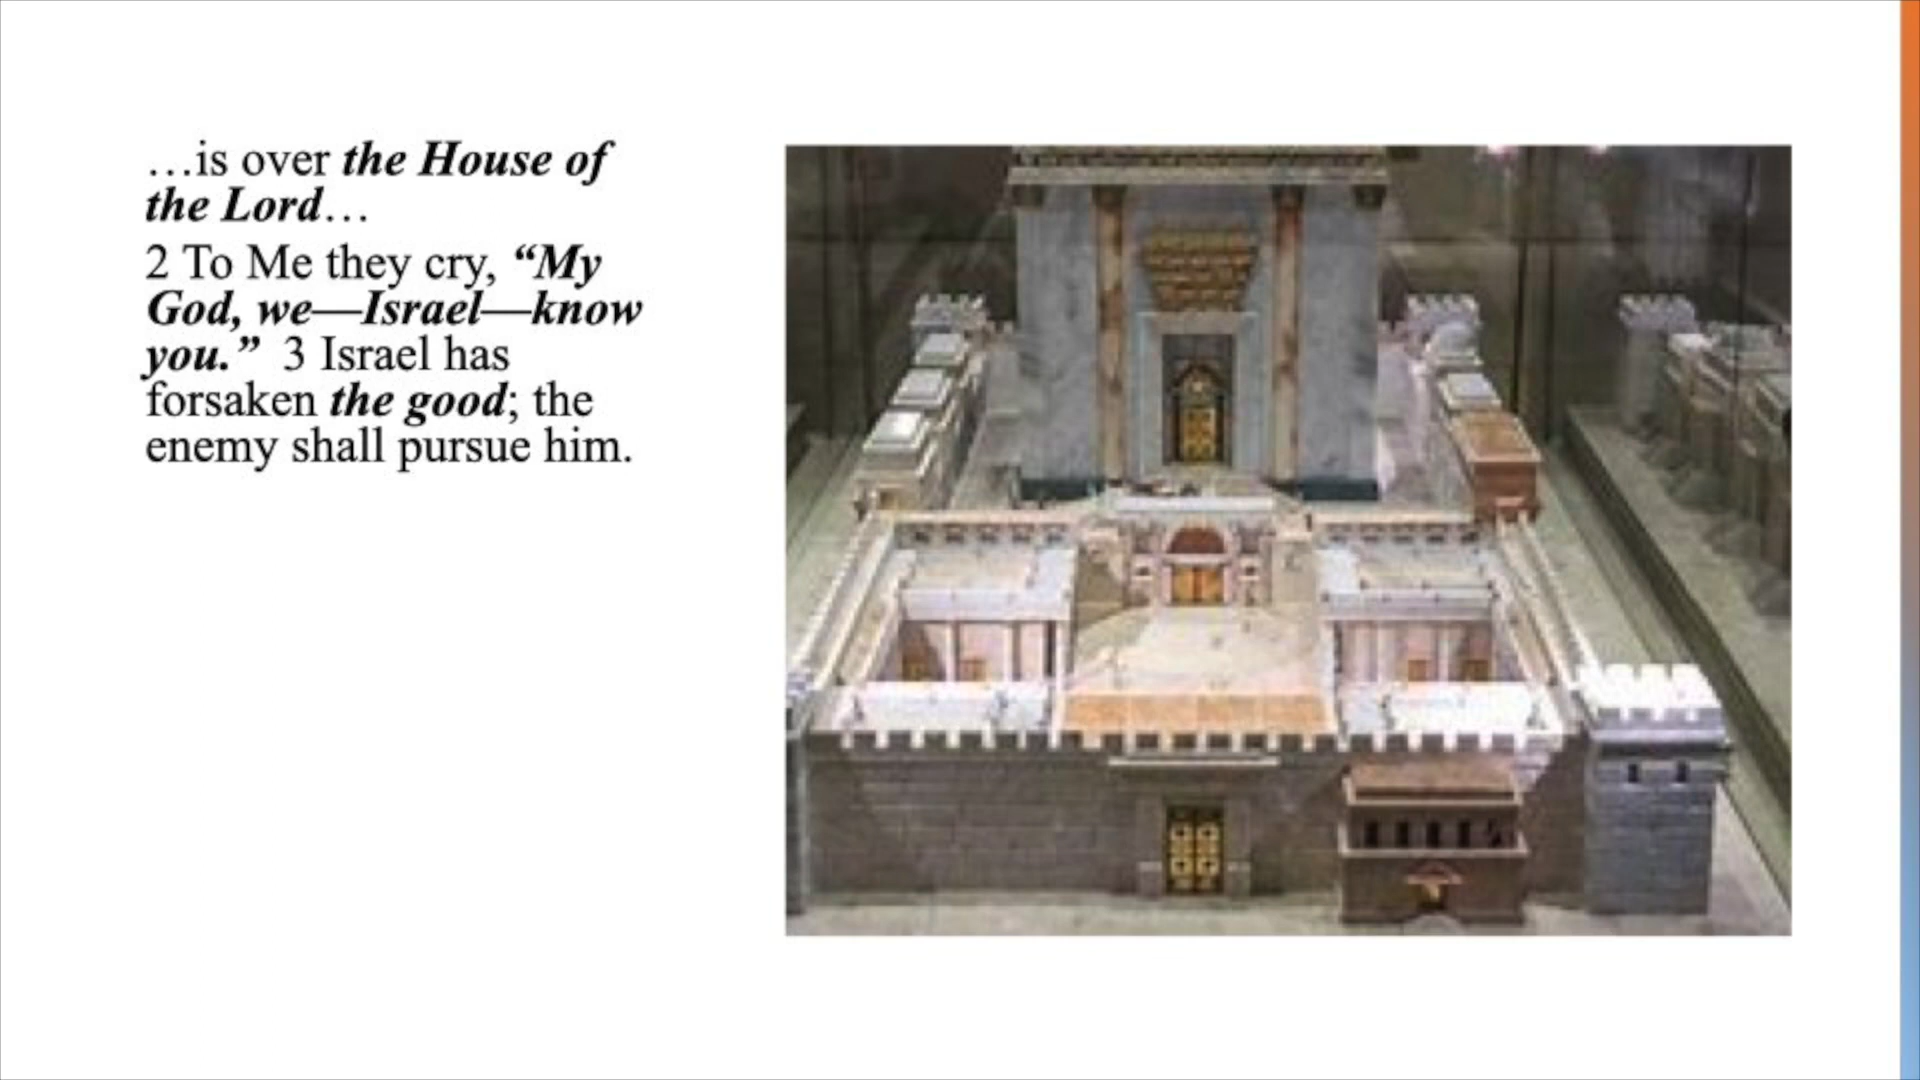 …is over the House of
the Lord…
2 To Me they cry, “My
God, we—Israel—know
you.” 3 Israel has
forsaken the good; the
enemy shall pursue him.